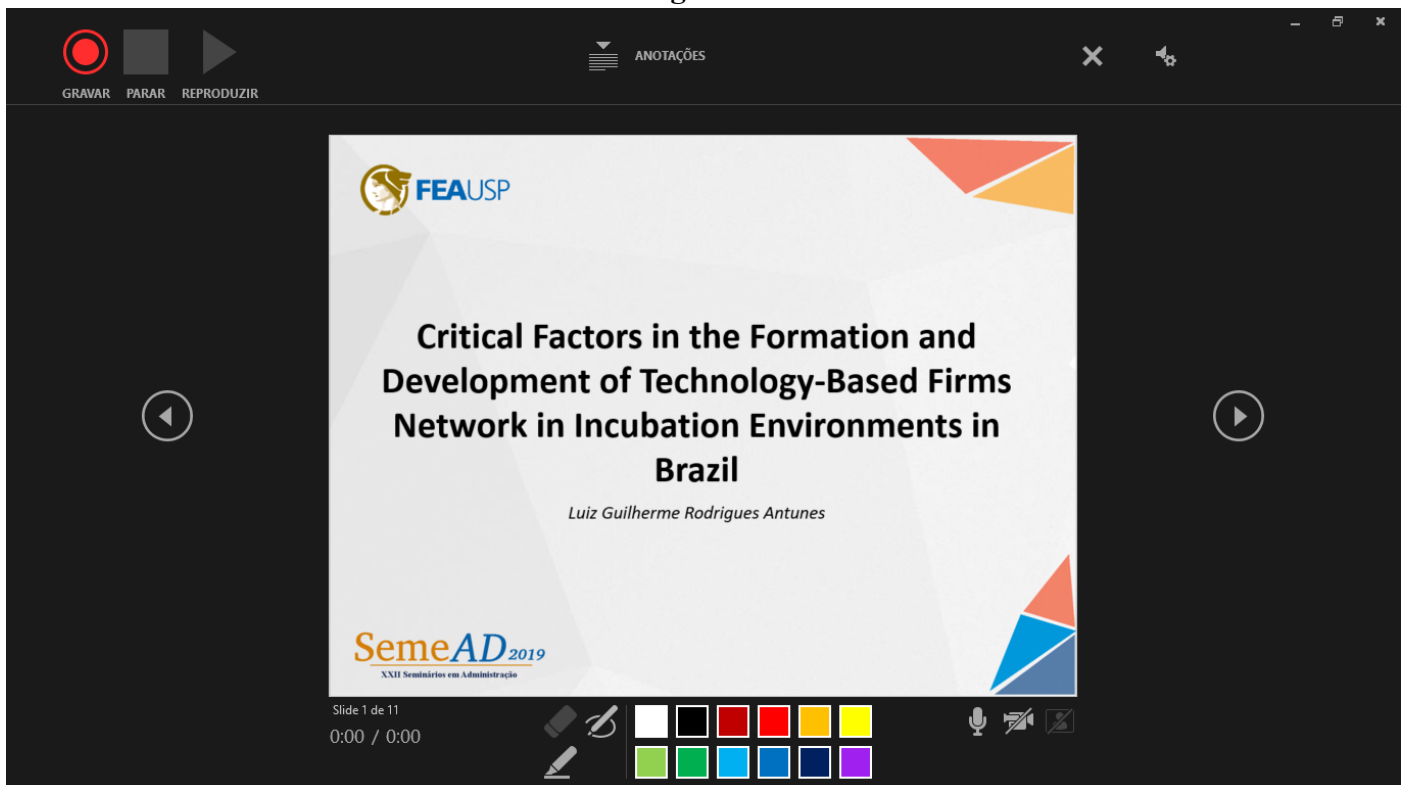 GRAVAR PARAR REPRODUZIR
ANOTAÇÕES
FEAUSP
Critical Factors in the Formation and
Development of Technology-Based Firms
Network in Incubation Environments in
Brazil
Luiz Guilherme Rodrigues Antunes
SemeAD 2019
XXII Seminários em Administração
Slide 1 de 11
0:00 / 0:00